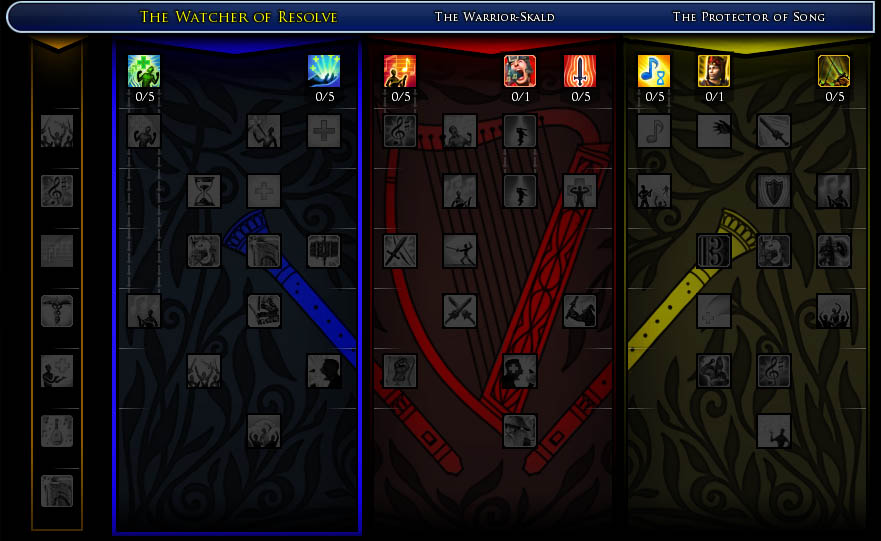 The Watcher of Resolve
The Warrior-Skald
The Protector of Song
0/5
0/5
0/5
0/1
0/5
0/5
0/1
0/5